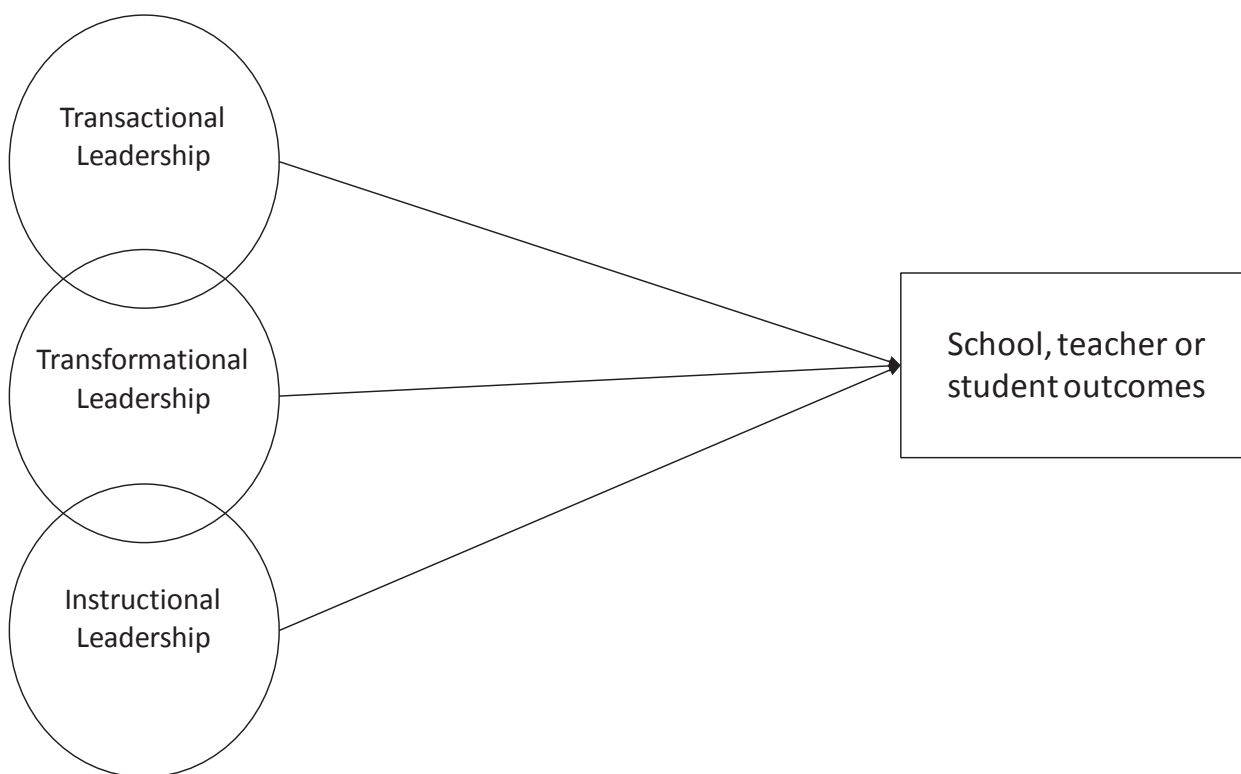 Transactional
Leadership
Transformational
Leadership
Instructional
Leadership
School, teacher or
student outcomes